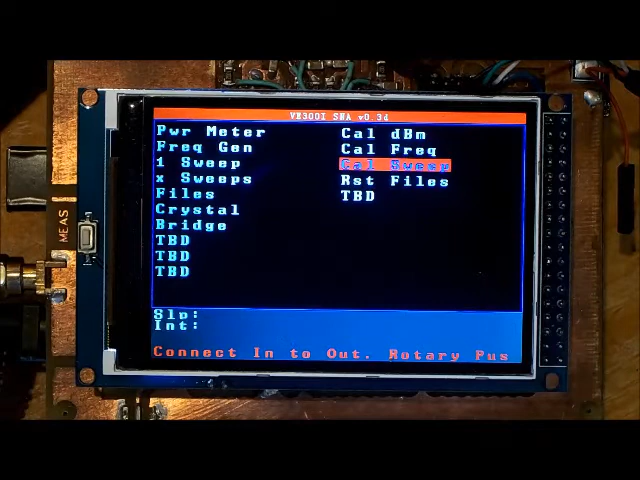 VE3OOI SNA v0.3d
Pwr Meter
Freq Gen
1 Sweep
x Sweeps
Files
Crystal
Bridge
TBD
TBD
TBD
Cal dBm
Cal Freq
Cal Sweep
Rst Files
TBD
Slp:
Int:
Connect In to Out. Rotary Pus
MEAS